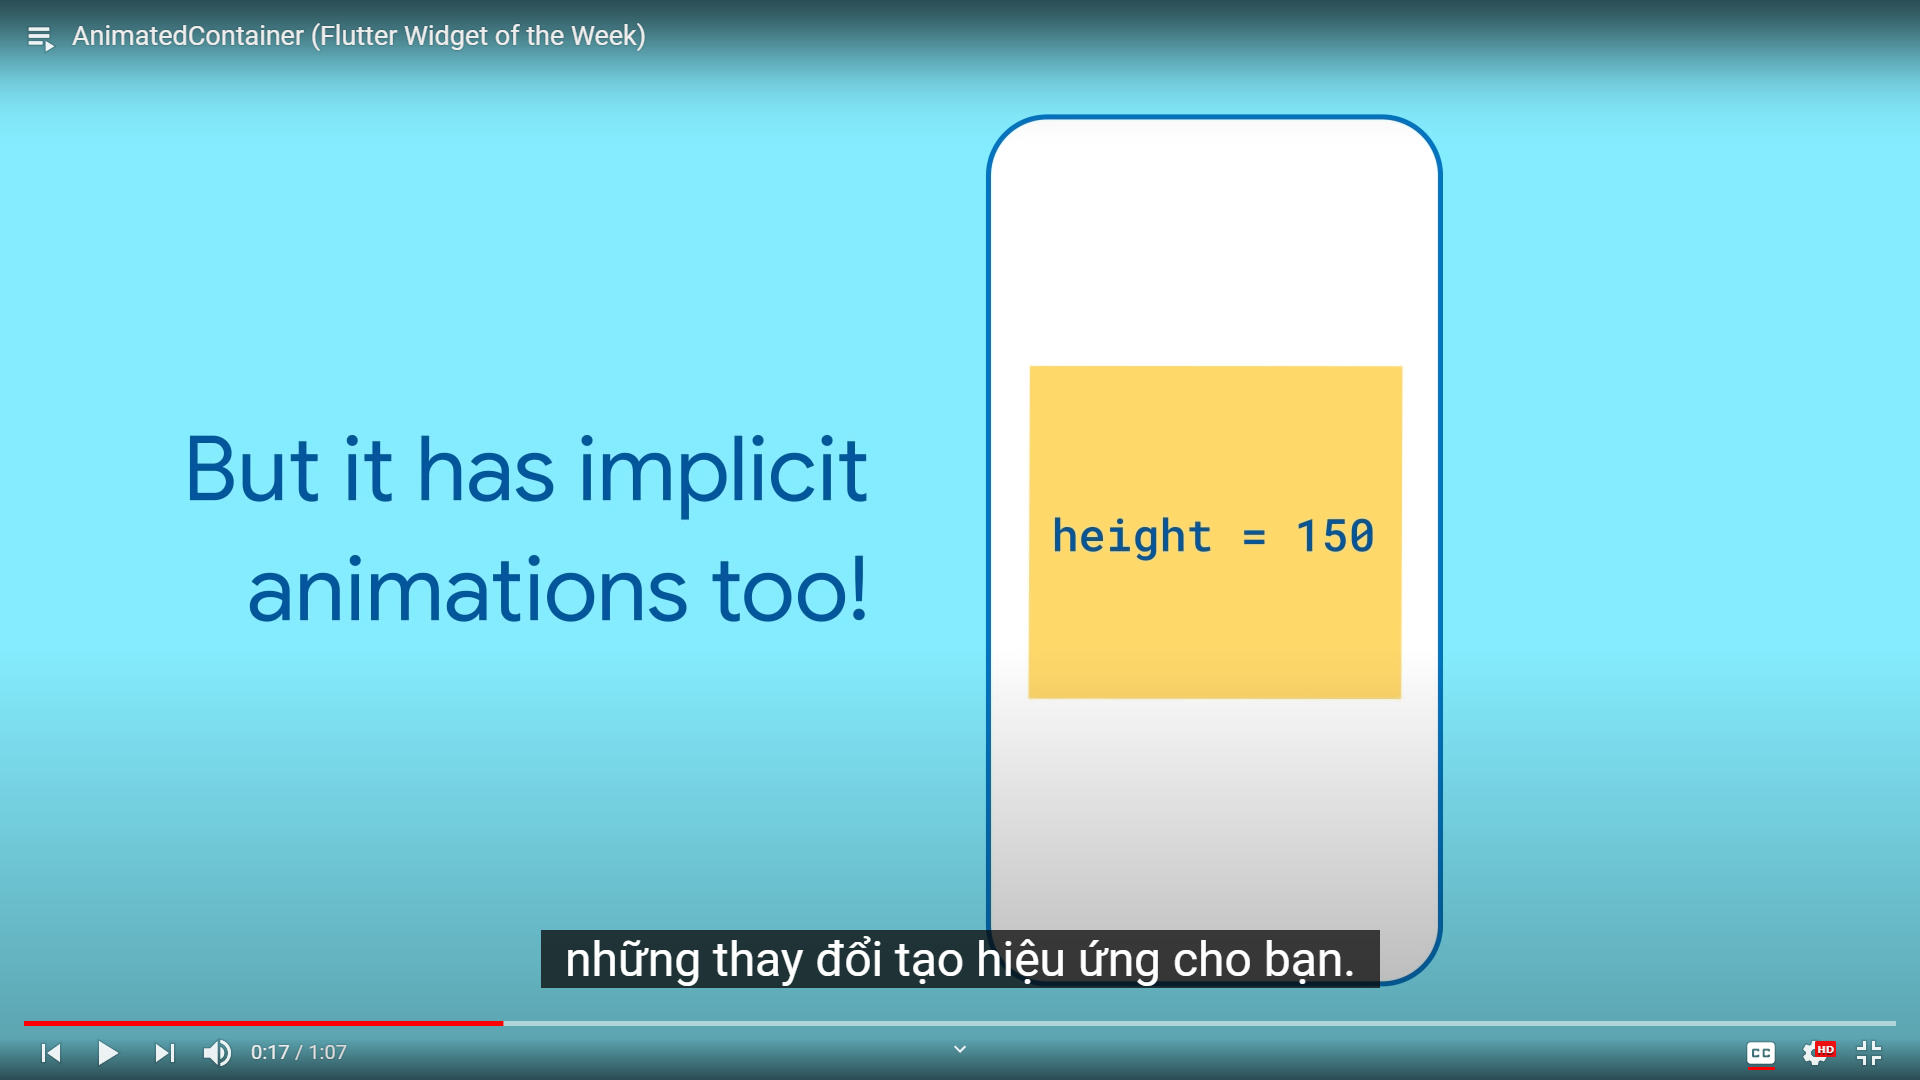 AnimatedContainer (Flutter Widget of the Week)
But it has implicit
animations too!
height = 150
những thay đổi tạo hiệu ứng cho bạn.
0:17 / 1:07
CC
HD